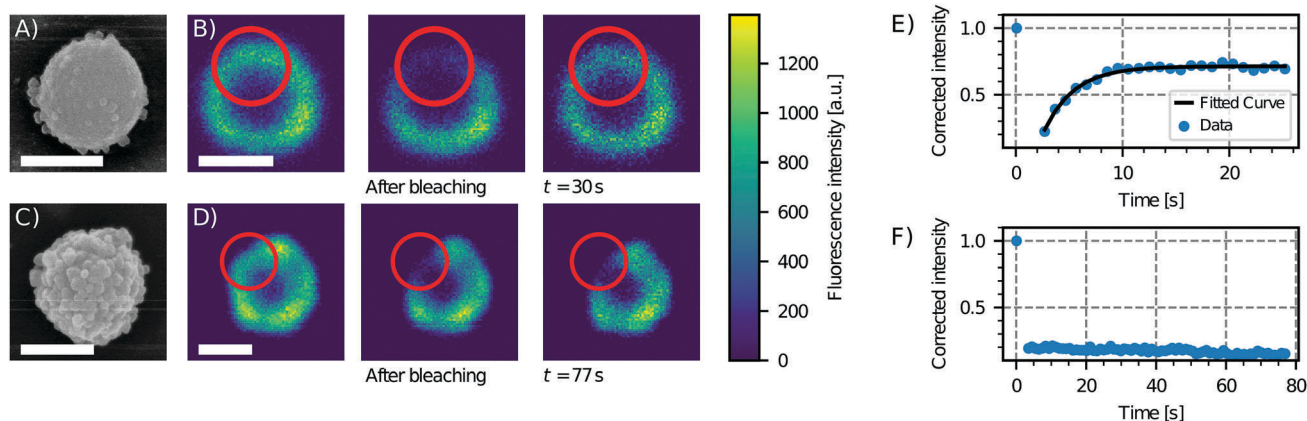 A)
B)
After bleaching
t = 30 s
C)
D)
After bleaching
t = 77 s
1200
1000
800
600
400
200
0
Fluorescence intensity [a.u.]
E)
Corrected intensity
1.0
0.5
Fitted Curve
Data
0
10
20
Time [s]
F)
Corrected intensity
1.0
0.5
0
20
40
60
80
Time [s]